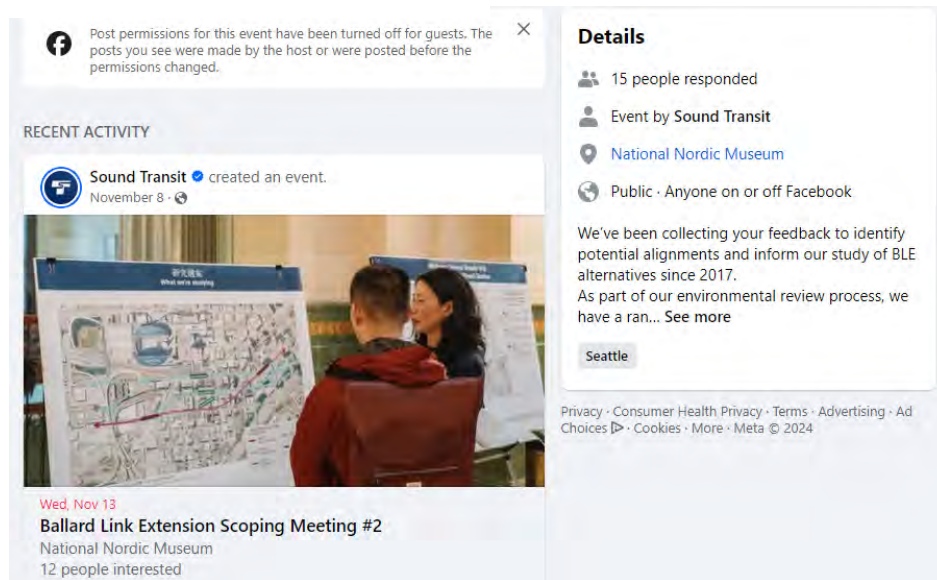 Post permissions for this event have been turned off for guests. The
posts you see were made by the host or were posted before the
permissions changed.
RECENT ACTIVITY
Sound Transit created an event.
November 8 ·
What we're studying
Wed, Nov 13
Ballard Link Extension Scoping Meeting #2
National Nordic Museum
12 people interested
Details
15 people responded
Event by Sound Transit
National Nordic Museum
Public · Anyone on or off Facebook
We've been collecting your feedback to identify
potential alignments and inform our study of BLE
alternatives since 2017.
As part of our environmental review process, we
have a ran... See more
Seattle
Privacy · Consumer Health Privacy · Terms · Advertising · Ad
Choices · Cookies · More · Meta © 2024